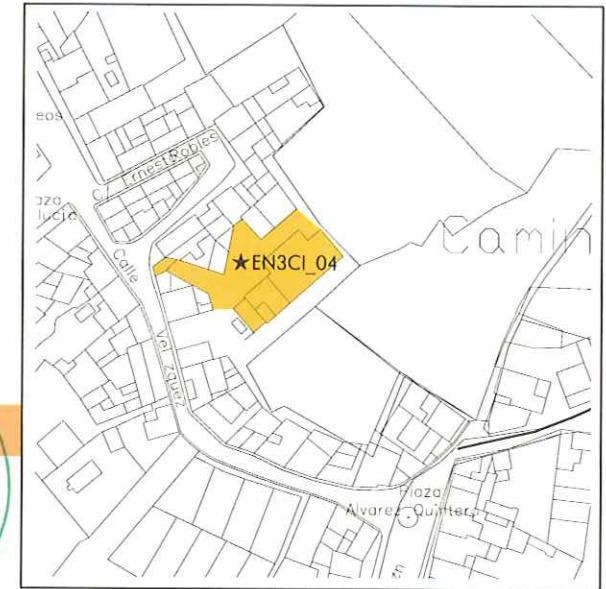 eos
C/ Ernest Robles
aza
lucia
Calle
Vel zquez
★EN3CI_04
Camin
Plaza
Alvarez Quintero